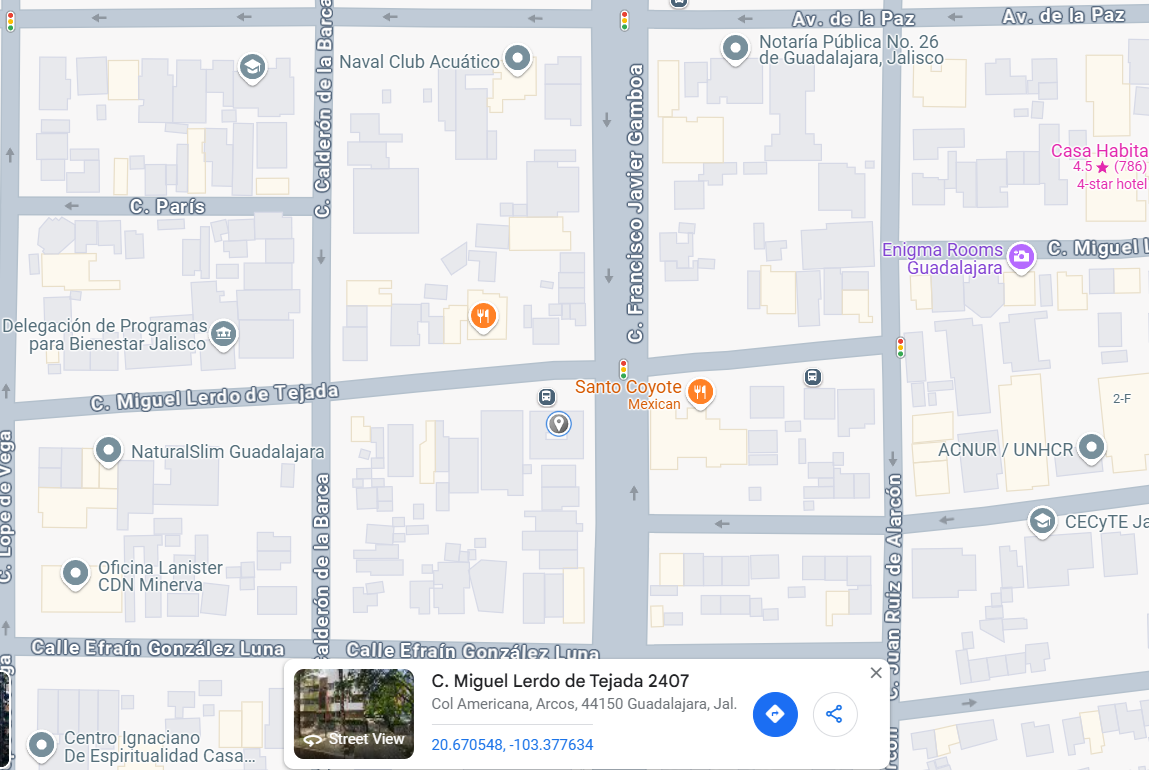 Av. de la Paz
Av. de la Paz
C. Calderón de la Barca
Naval Club Acuático
Notaría Pública No. 26
de Guadalajara, Jalisco
C. Francisco Javier Gamboa
Casa Habita
4.5 ★ (786)
4-star hotel
C. París
Enigma Rooms
Guadalajara
C. Miguel L
Delegación de Programas
para Bienestar Jalisco
C. Miguel Lerdo de Tejada
Santo Coyote
Mexican
2-F
NaturalSlim Guadalajara
ACNUR / UNHCR
C. Lope de Vega
C. Juan Ruiz de Alarcón
CECyTE Ja
Calderón de la Barca
Oficina Lanister
CDN Minerva
Calle Efraín González Luna
Calle Efraín González Luna
C. Miguel Lerdo de Tejada 2407
Col Americana, Arcos, 44150 Guadalajara, Jal.
Street View
20.670548, -103.377634
Centro Ignaciano
De Espiritualidad Casa...